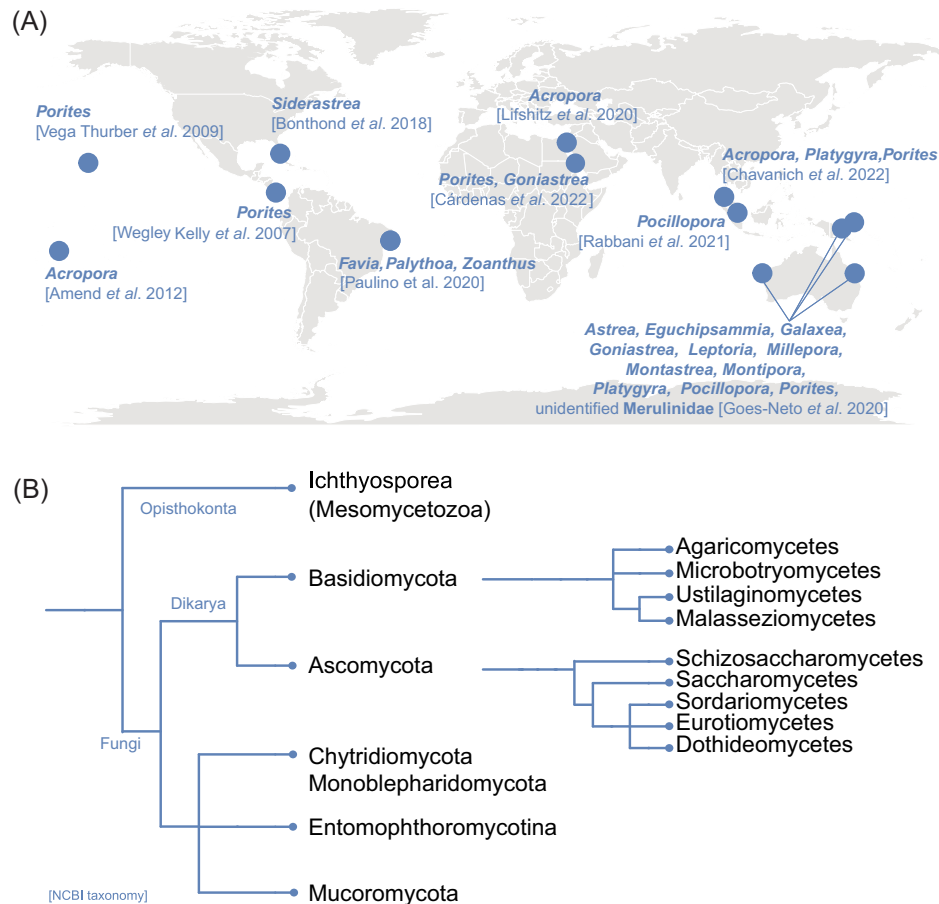 (A)
Porites
[Vega Thurber et al. 2009]
Siderastrea
[Bonthond et al. 2018]
Acropora
[Lifshitz et al. 2020]
Acropora, Platygyra,Porites
[Chavanich et al. 2022]
Porites, Goniastrea
[Cárdenas et al. 2022]
Porites
[Wegley Kelly et al. 2007]
Pocillopora
[Rabbani et al. 2021]
Acropora
[Amend et al. 2012]
Favia, Palythoa, Zoanthus
[Paulino et al. 2020]
Astrea, Eguchipsammia, Galaxea,
Goniastrea, Leptoria, Millepora,
Montastrea, Montipora,
Platygyra, Pocillopora, Porites,
unidentified Merulinidae [Goes-Neto et al. 2020]
(B)
Opisthokonta
Ichthyosporea
(Mesomycetozoa)
Dikarya
Basidiomycota
Agaricomycetes
Microbotryomycetes
Ustilaginomycetes
Malasseziomycetes
Ascomycota
Schizosaccharomycetes
Saccharomycetes
Sordariomycetes
Eurotiomycetes
Dothideomycetes
Fungi
Chytridiomycota
Monoblepharidomycota
Entomophthoromycotina
Mucoromycota
[NCBI taxonomy]